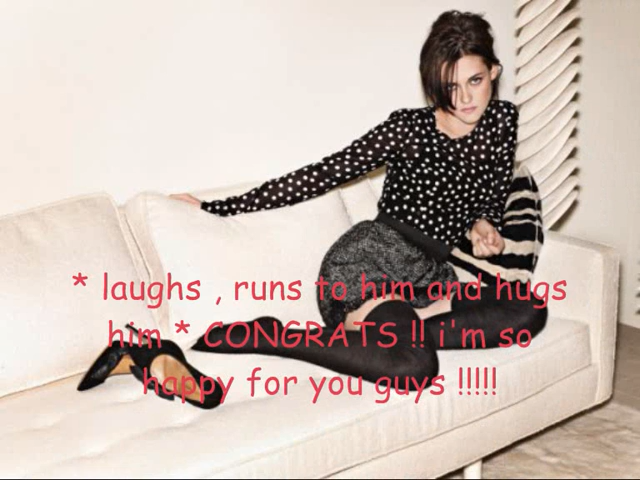 * laughs , runs to him and hugs
him * CONGRATS !! i'm so
happy for you guys !!!!!